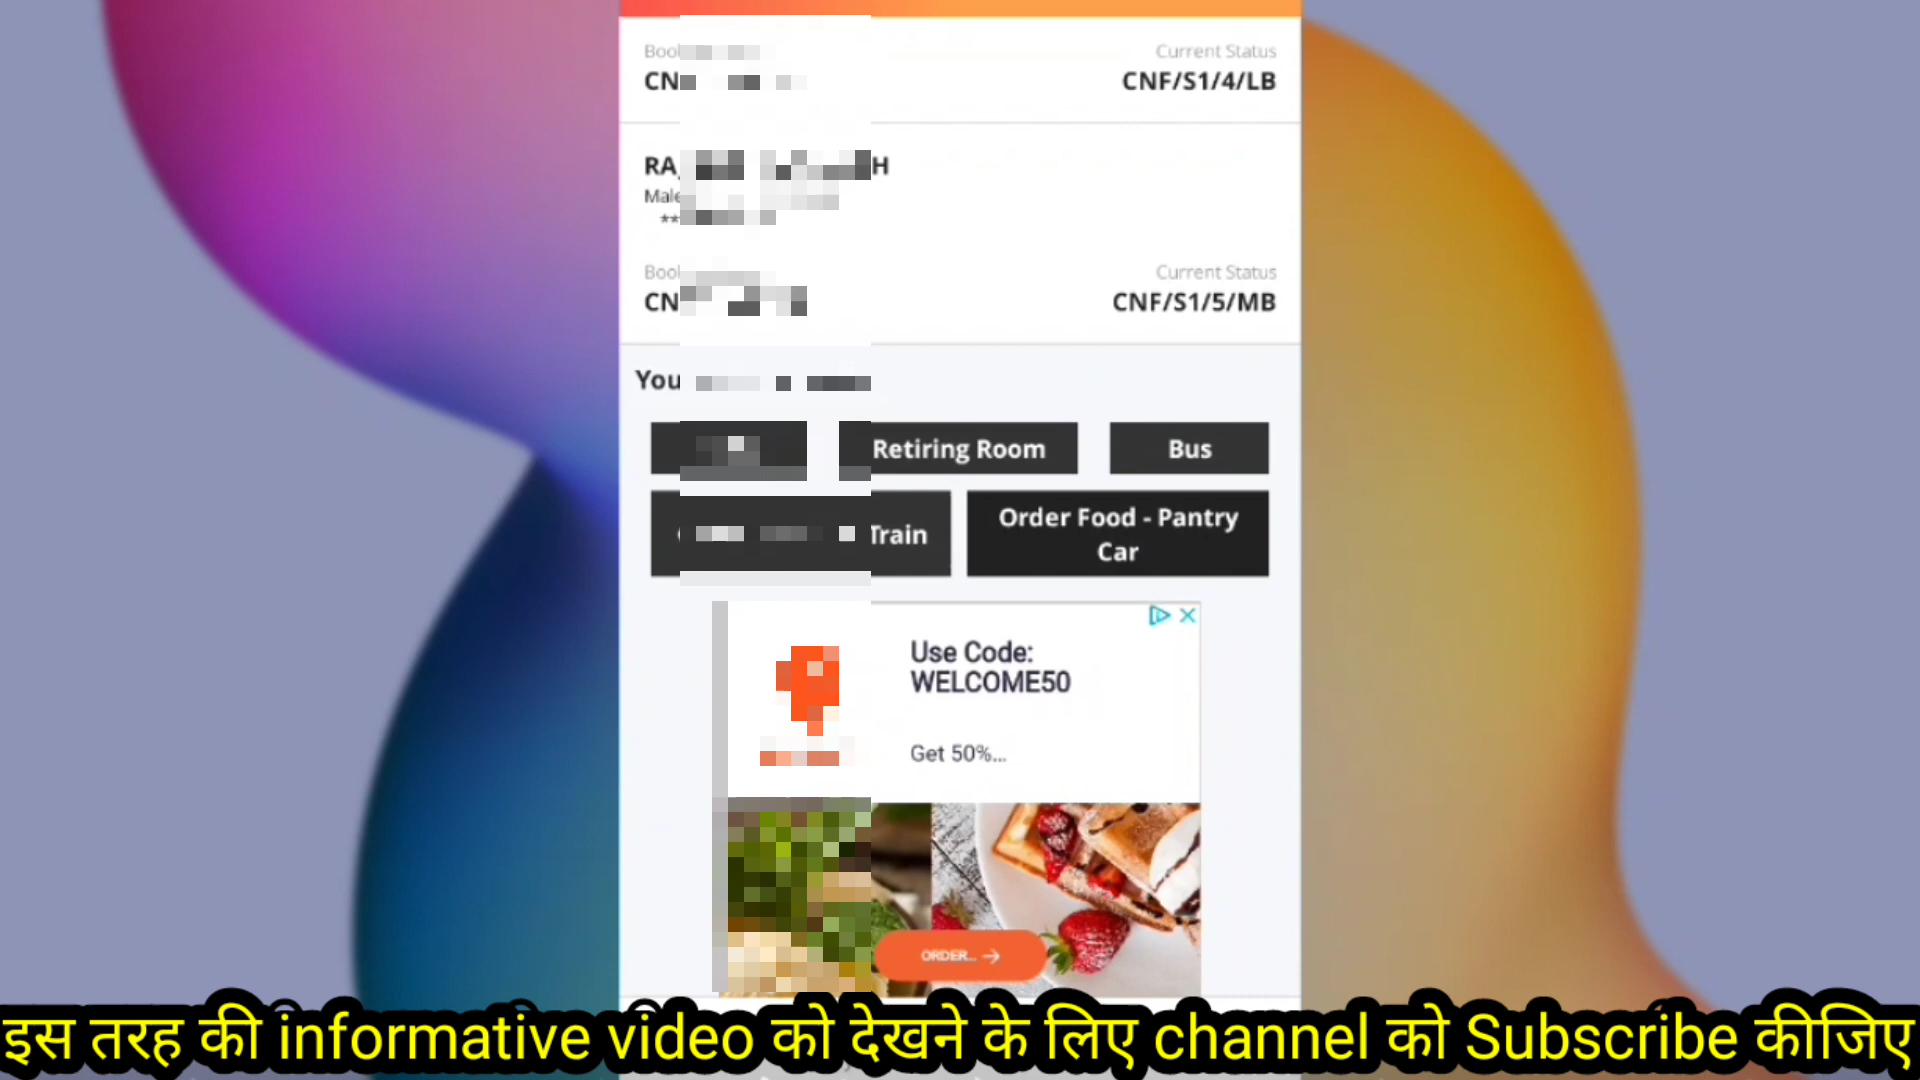 Current Status
CNF/S1/4/LB
Male
Current Status
CNF/S1/5/MB
Retiring Room
Bus
Train
Order Food - Pantry
Car
Use Code:
WELCOME50
Get 50%...
ORDER...
इस तरह की informative video को देखने के लिए channel को Subscribe कीजिए